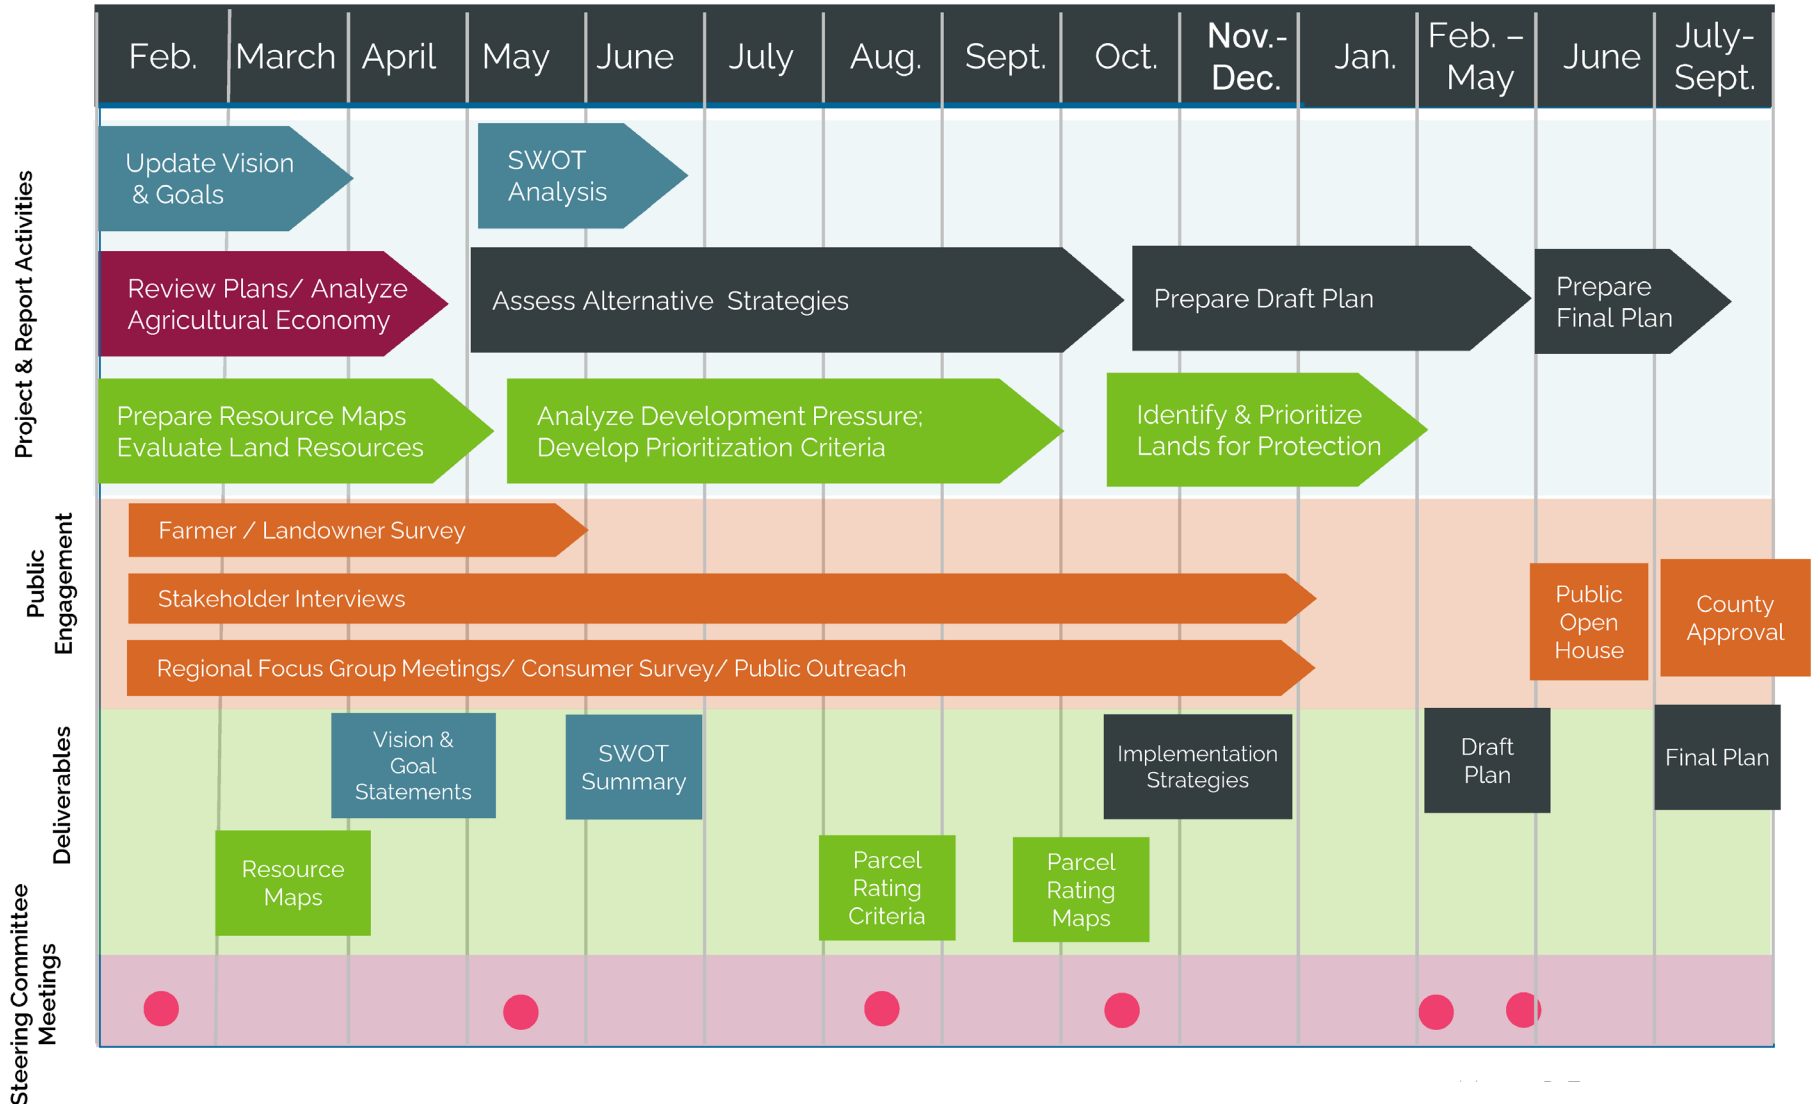 Feb.
March
April
May
June
July
Aug.
Sept.
Oct.
Nov.-
Dec.
Jan.
Feb. –
May
June
July-
Sept.
Project & Report Activities
Update Vision
& Goals
SWOT
Analysis
Review Plans/ Analyze
Agricultural Economy
Assess Alternative Strategies
Prepare Draft Plan
Prepare
Final Plan
Prepare Resource Maps
Evaluate Land Resources
Analyze Development Pressure;
Develop Prioritization Criteria
Identify & Prioritize
Lands for Protection
Public
Engagement
Farmer / Landowner Survey
Stakeholder Interviews
Regional Focus Group Meetings/ Consumer Survey/ Public Outreach
Public
Open
House
County
Approval
Deliverables
Vision &
Goal
Statements
SWOT
Summary
Implementation
Strategies
Draft
Plan
Final Plan
Resource
Maps
Parcel
Rating
Criteria
Parcel
Rating
Maps
Steering Committee
Meetings